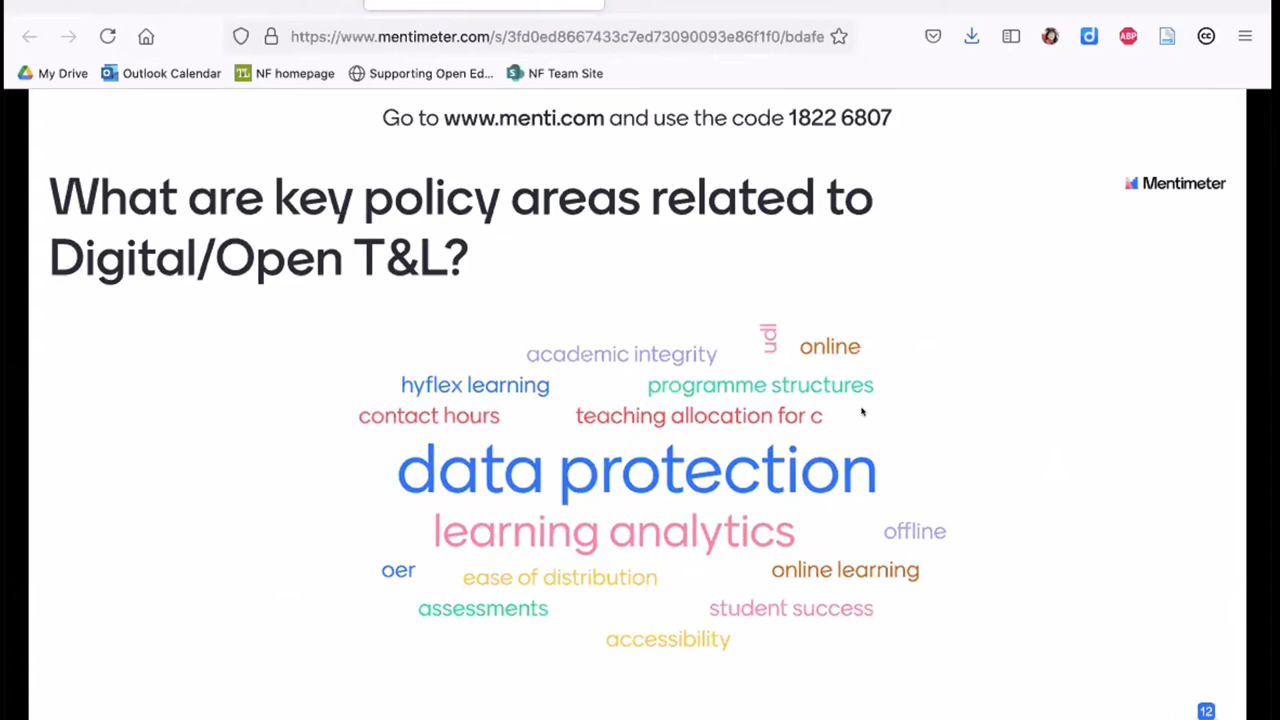 https://www.mentimeter.com/s/3fd0ed8667433c7ed73090093e86f1f0/bdafe
ABP
My Drive
Outlook Calendar
TL
NF homepage
Supporting Open Ed...
NF Team Site
Go to www.menti.com and use the code 1822 6807
What are key policy areas related to
Digital/Open T&L?
Mentimeter
udl
online
academic integrity
hyflex learning
programme structures
contact hours
teaching allocation for c
data protection
learning analytics
offline
oer
ease of distribution
online learning
assessments
student success
accessibility
12